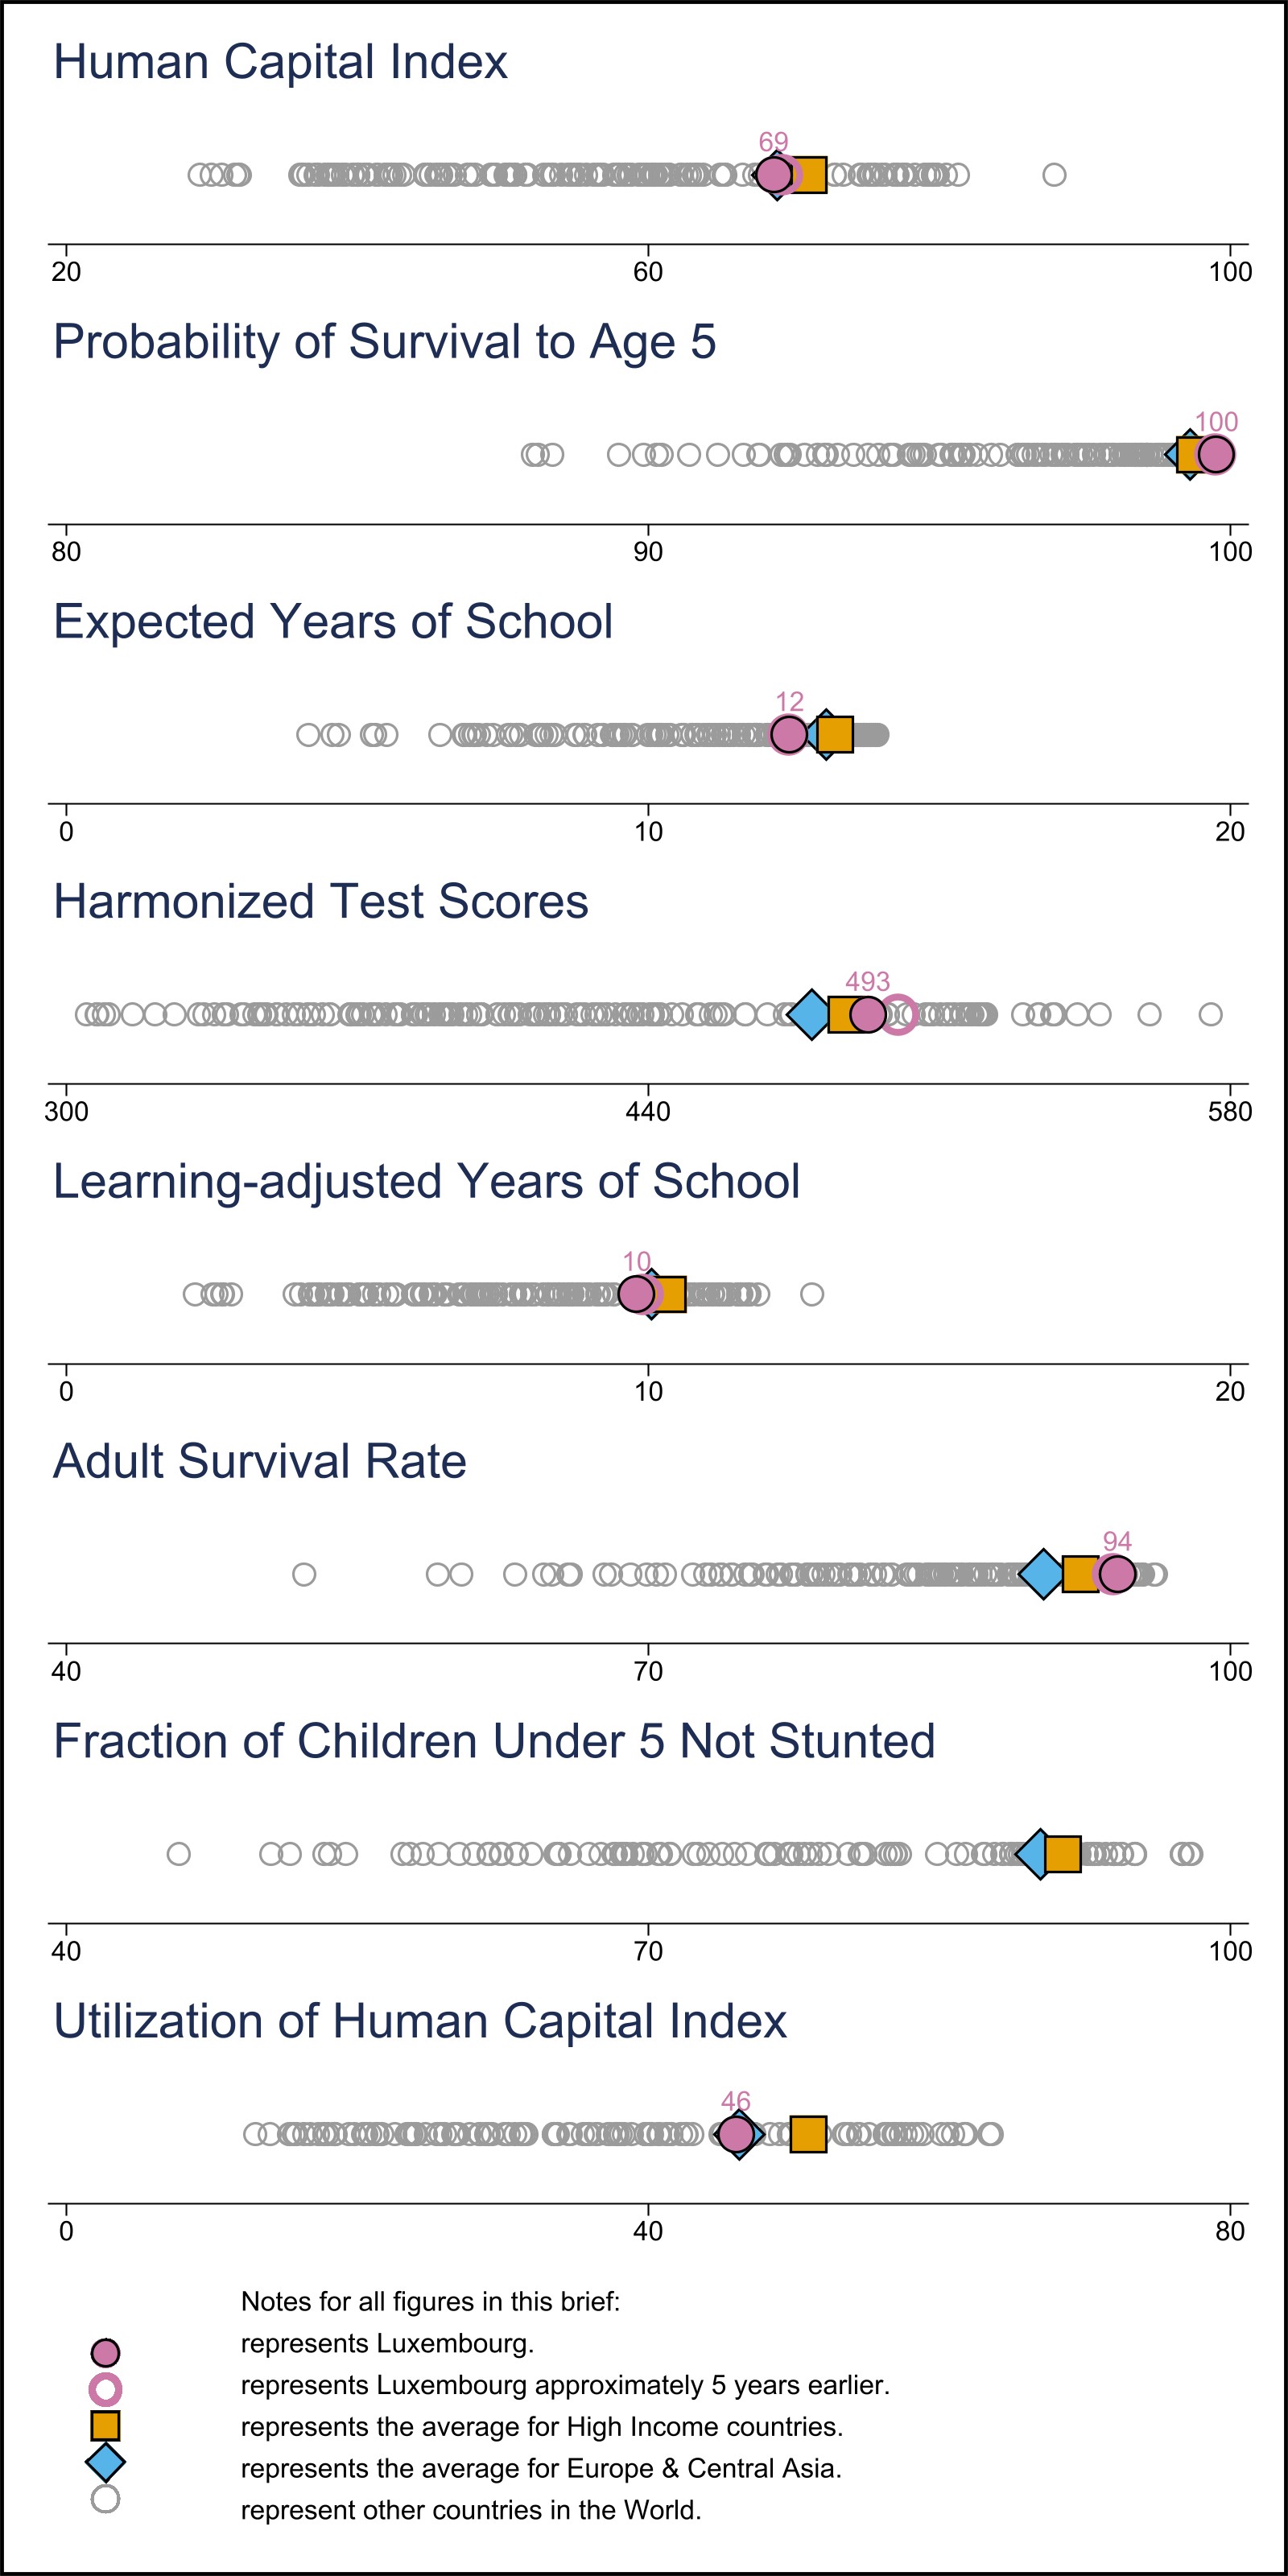 Human Capital Index
69
20 60 100
Probability of Survival to Age 5
100
80 90 100
Expected Years of School
12
0 10 20
Harmonized Test Scores
493
300 440 580
Learning-adjusted Years of School
10
0 10 20
Adult Survival Rate
94
40 70 100
Fraction of Children Under 5 Not Stunted
40 70 100
Utilization of Human Capital Index
46
0 40 80
Notes for all figures in this brief:
represents Luxembourg.
represents Luxembourg approximately 5 years earlier.
represents the average for High Income countries.
represents the average for Europe & Central Asia.
represent other countries in the World.